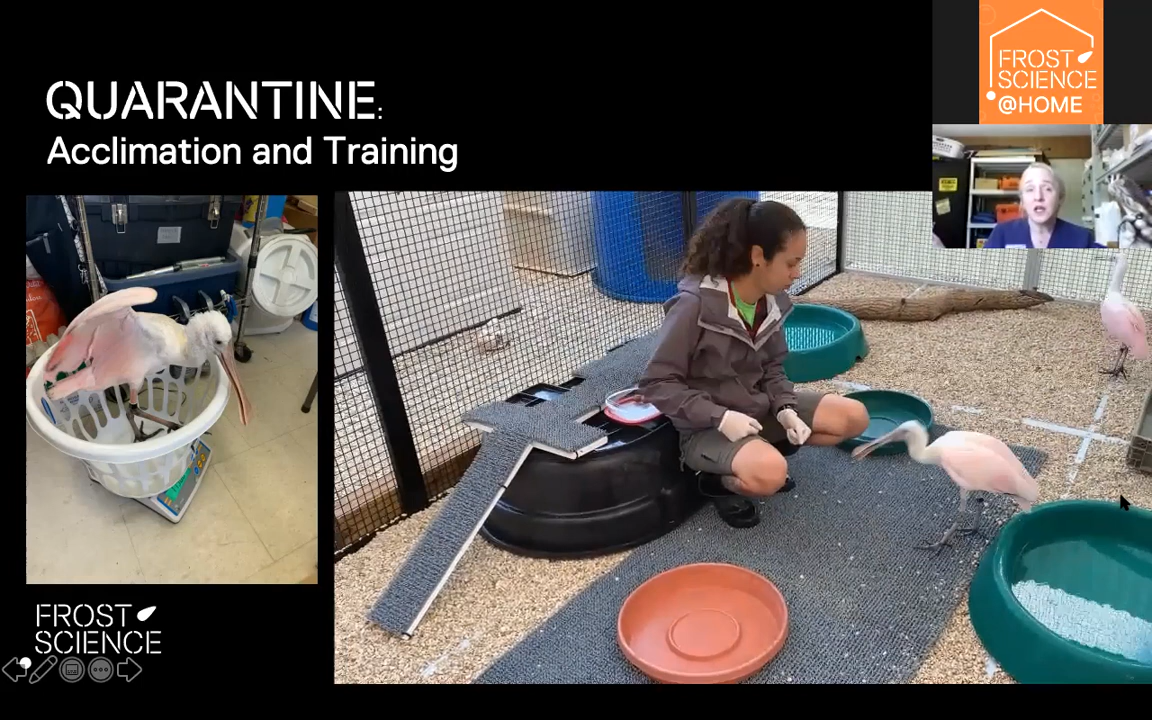 QUARANTINE:
Acclimation and Training
FROST
SCIENCE
@HOME
FROST
SCIENCE